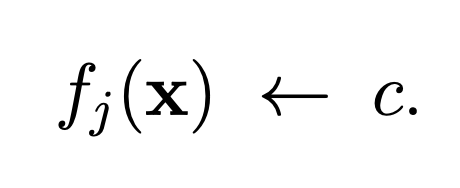 f_j(𝐱) ← c.